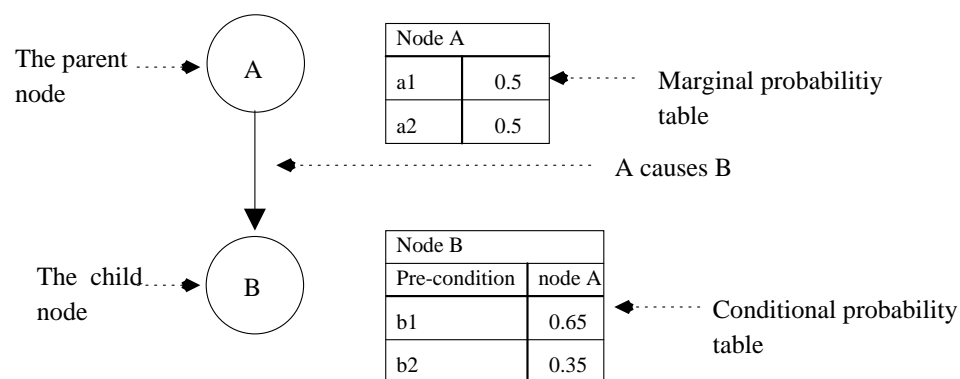 Node A
The parent
node
A
a1 0.5
Marginal probabilitiy
table
a2 0.5
A causes B
Node B
The child
node
B
Pre-condition node A
b1 0.65
Conditional probability
table
b2 0.35